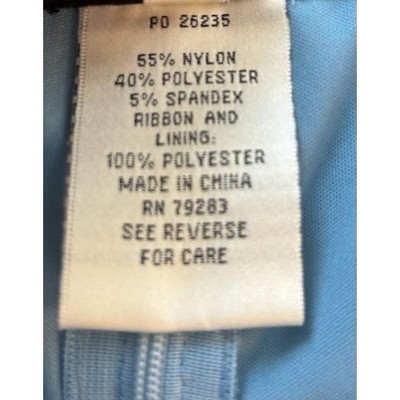 PO 26235
55% NYLON
40% POLYESTER
5% SPANDEX
RIBBON AND
LINING:
100% POLYESTER
MADE IN CHINA
RN 79283
SEE REVERSE
FOR CARE